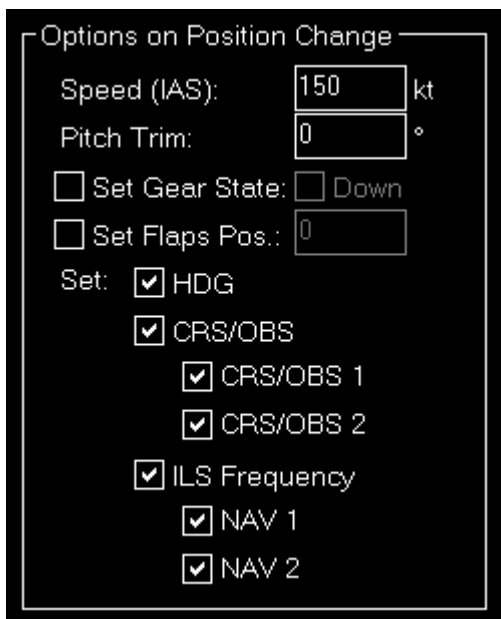 Options on Position Change
Speed (IAS): 150 kt
Pitch Trim: 0 °
Set Gear State: Down
Set Flaps Pos.: 0
Set: HDG
CRS/OBS
CRS/OBS 1
CRS/OBS 2
ILS Frequency
NAV 1
NAV 2